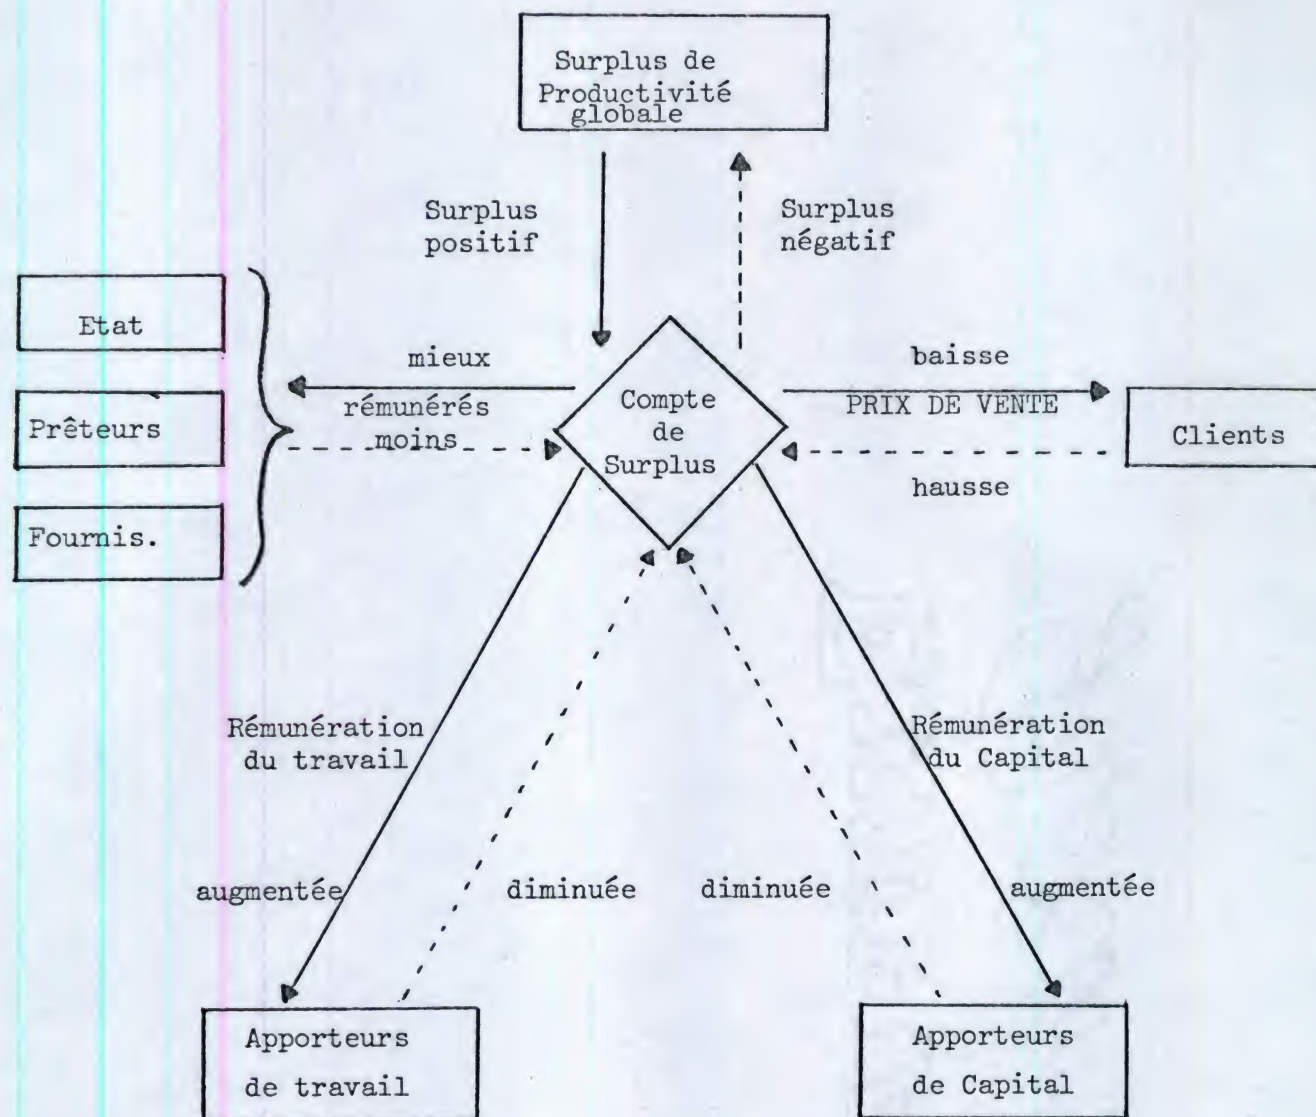 Surplus de
Productivité
globale
Surplus
positif
Surplus
négatif
Etat
Prêteurs
Fournis.
mieux
rémunérés
moins
Compte
de
Surplus
baisse
PRIX DE VENTE
hausse
Clients
Rémunération
du travail
Rémunération
du Capital
augmentée
diminuée
diminuée
augmentée
Apporteurs
de travail
Apporteurs
de Capital